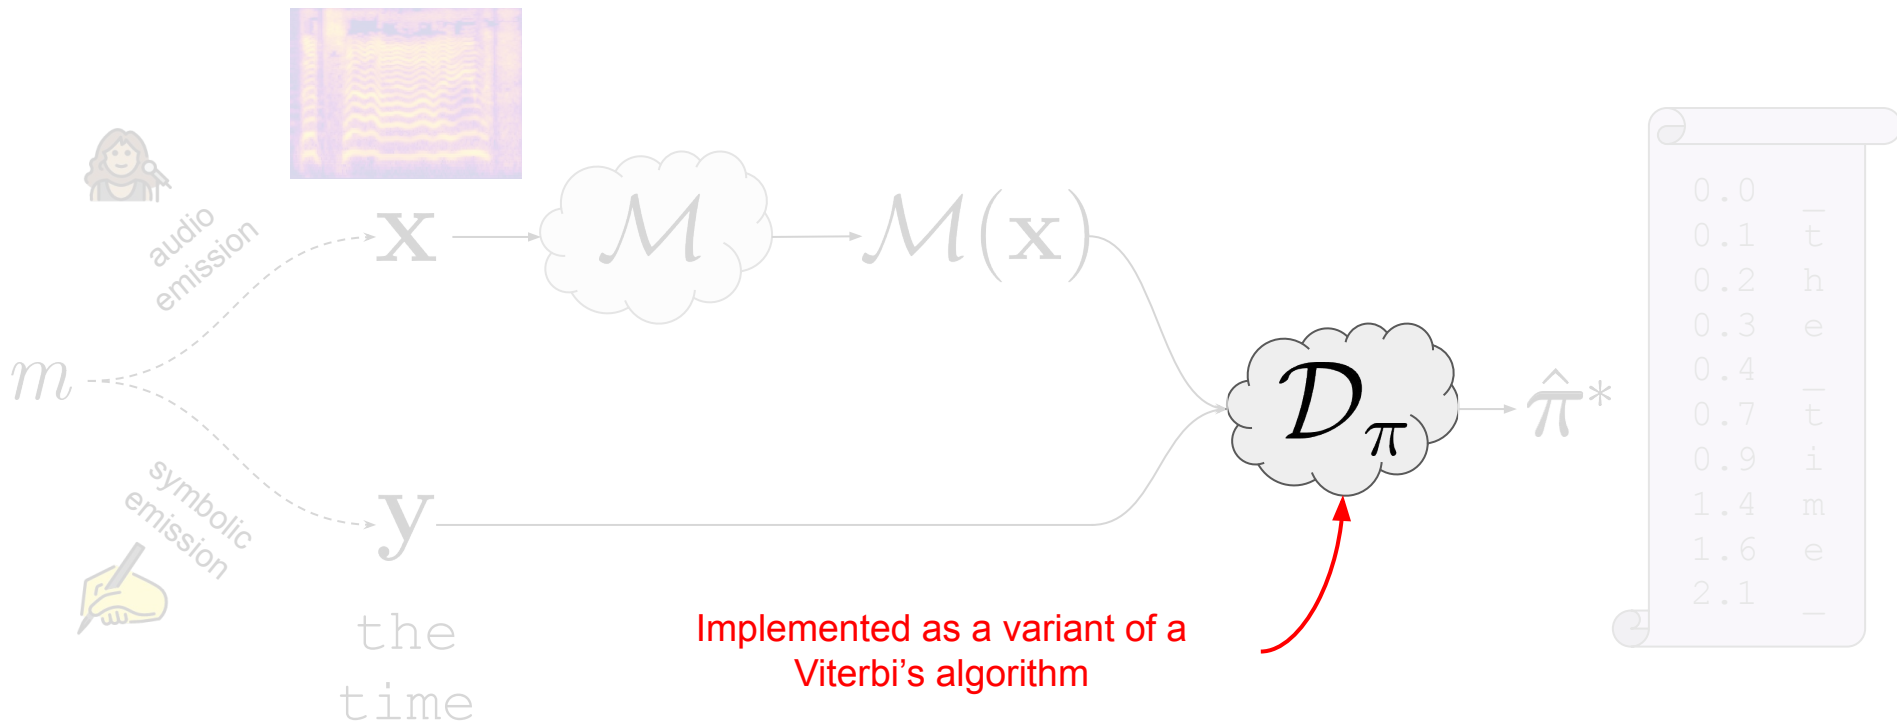 audio
emission
x
M
M(x)
m
symbolic
emission
y
the
time
D_π
π̂*
0.0 _
0.1 t
0.2 h
0.3 e
0.4 _
0.7 t
0.9 i
1.4 m
1.6 e
2.1 _
Implemented as a variant of a
Viterbi's algorithm